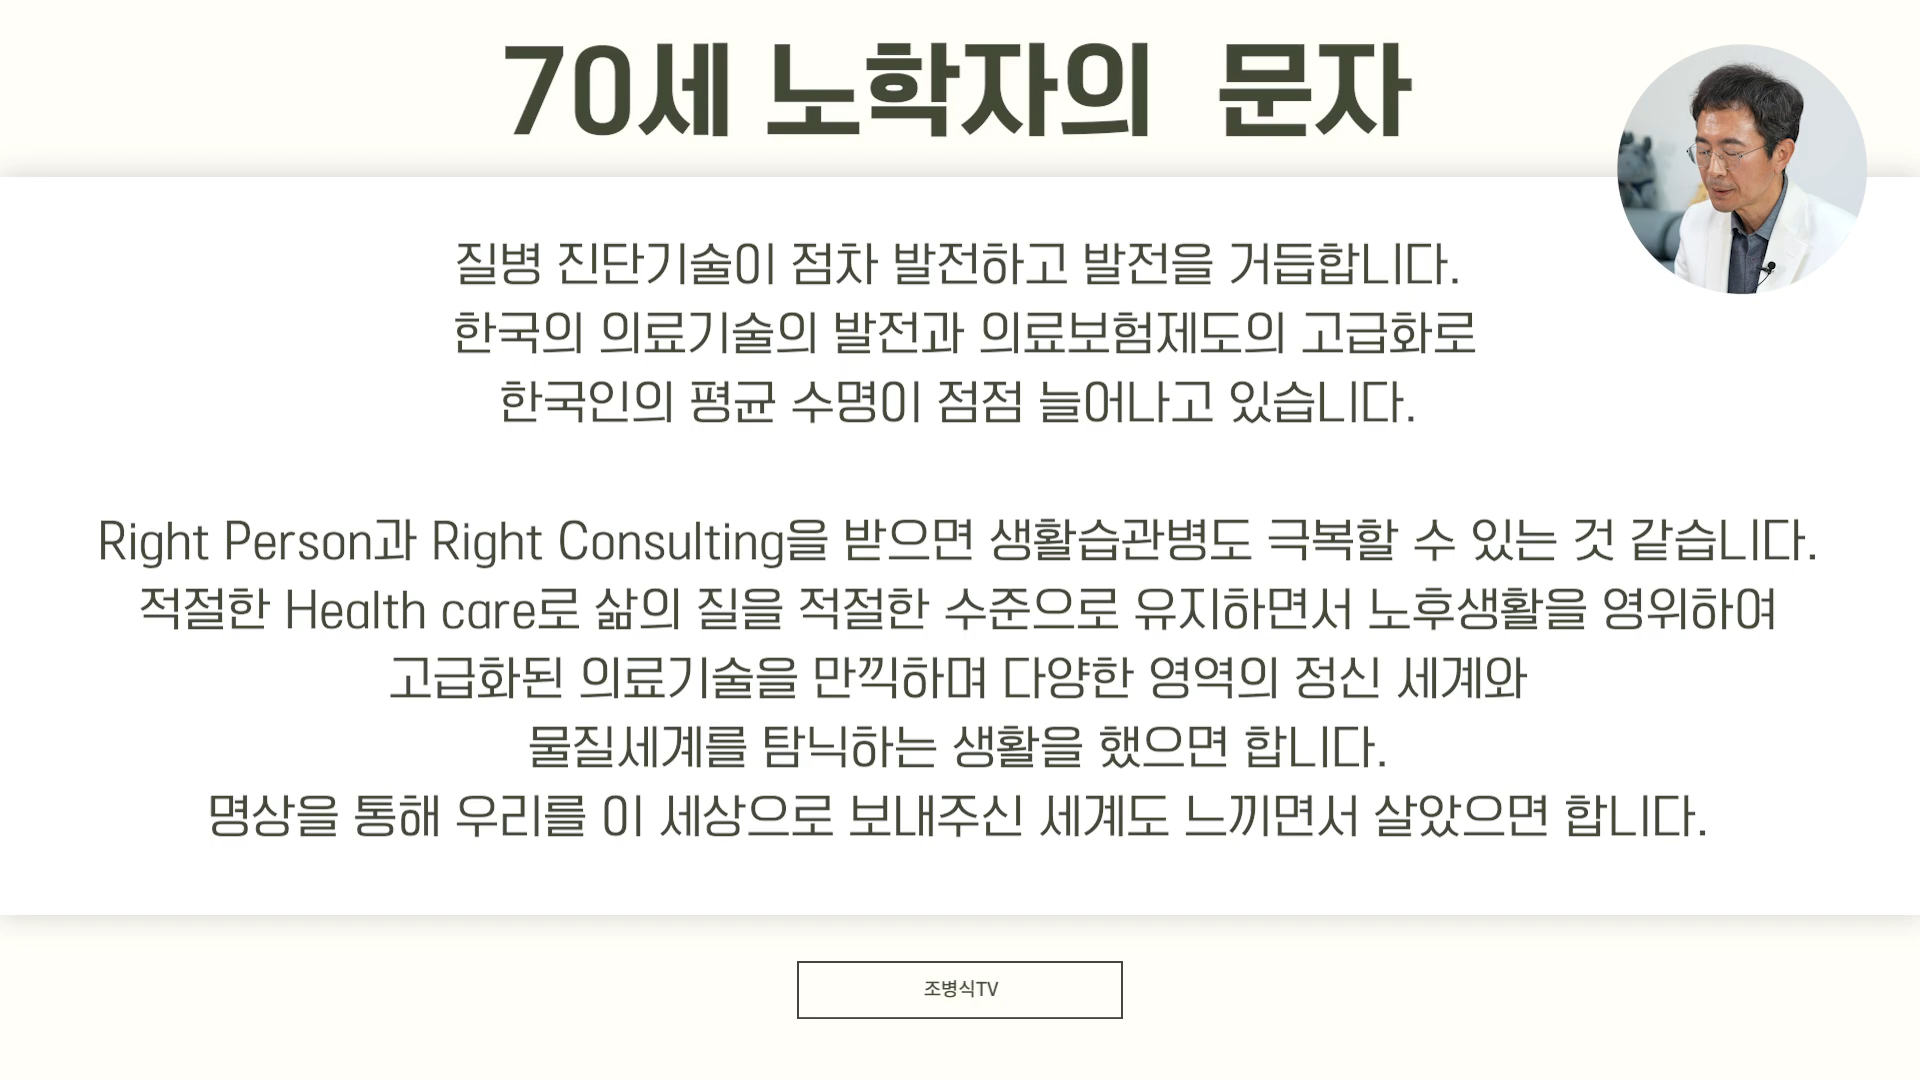 70세 노학자의 문자
질병 진단기술이 점차 발전하고 발전을 거듭합니다.
한국의 의료기술의 발전과 의료보험제도의 고급화로
한국인의 평균 수명이 점점 늘어나고 있습니다.
Right Person과 Right Consulting을 받으면 생활습관병도 극복할 수 있는 것 같습니다.
적절한 Health care로 삶의 질을 적절한 수준으로 유지하면서 노후생활을 영위하여
고급화된 의료기술을 만끽하며 다양한 영역의 정신 세계와
물질세계를 탐닉하는 생활을 했으면 합니다.
명상을 통해 우리를 이 세상으로 보내주신 세계도 느끼면서 살았으면 합니다.
조병식TV